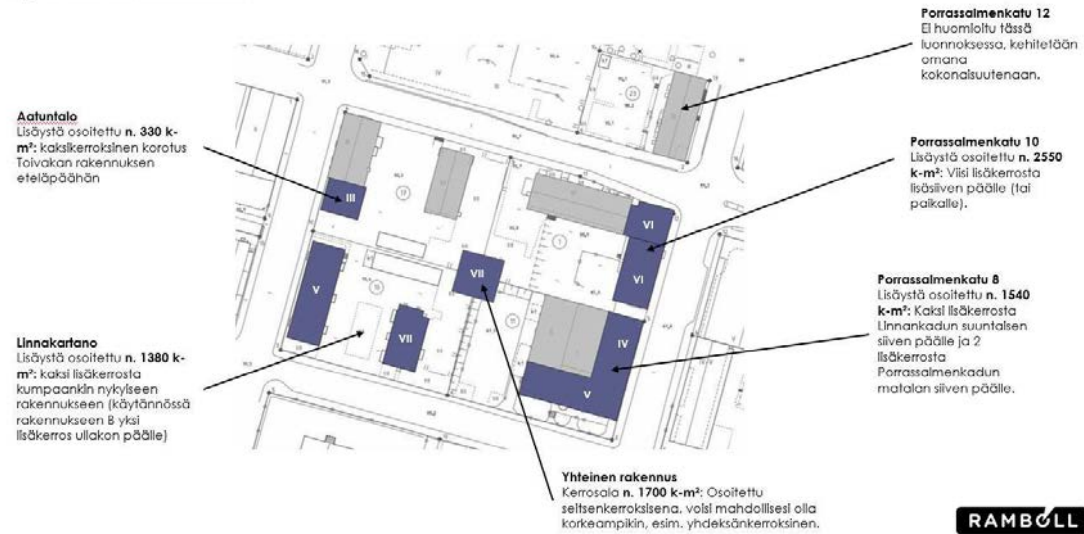 Porrassalmenkatu 12
Ei huomioitu tässä
luonnoksessa, kehitetään
omana
kokonaisuutenaan.
Aatuntalo
Lisäystä osoitettu n. 330 k-
m²: kaksikerroksinen korotus
Toivakan rakennuksen
eteläpäähän
Porrassalmenkatu 10
Lisäystä osoitettu n. 2550
k-m²: Viisi lisäkerrosta
lisäsiiven päälle (tai
paikalle).
III
VI
VI
VII
V
VII
IV
V
Porrassalmenkatu 8
Lisäystä osoitettu n. 1540
k-m²: Kaksi lisäkerrosta
Linnankadun suuntaisen
siiven päälle ja 2
lisäkerrosta
Porrassalmenkadun
matalan siiven päälle.
Linnakartano
Lisäystä osoitettu n. 1380 k-
m²: kaksi lisäkerrosta
kumpaankin nykyiseen
rakennukseen (käytännössä
rakennukseen B yksi
lisäkerros ullakon päälle)
Yhteinen rakennus
Kerrosala n. 1700 k-m²: Osoitettu
seitsenkerroksisena, voisi mahdollisesi olla
korkeampikin, esim. yhdeksänkerroksinen.
RAMBOLL